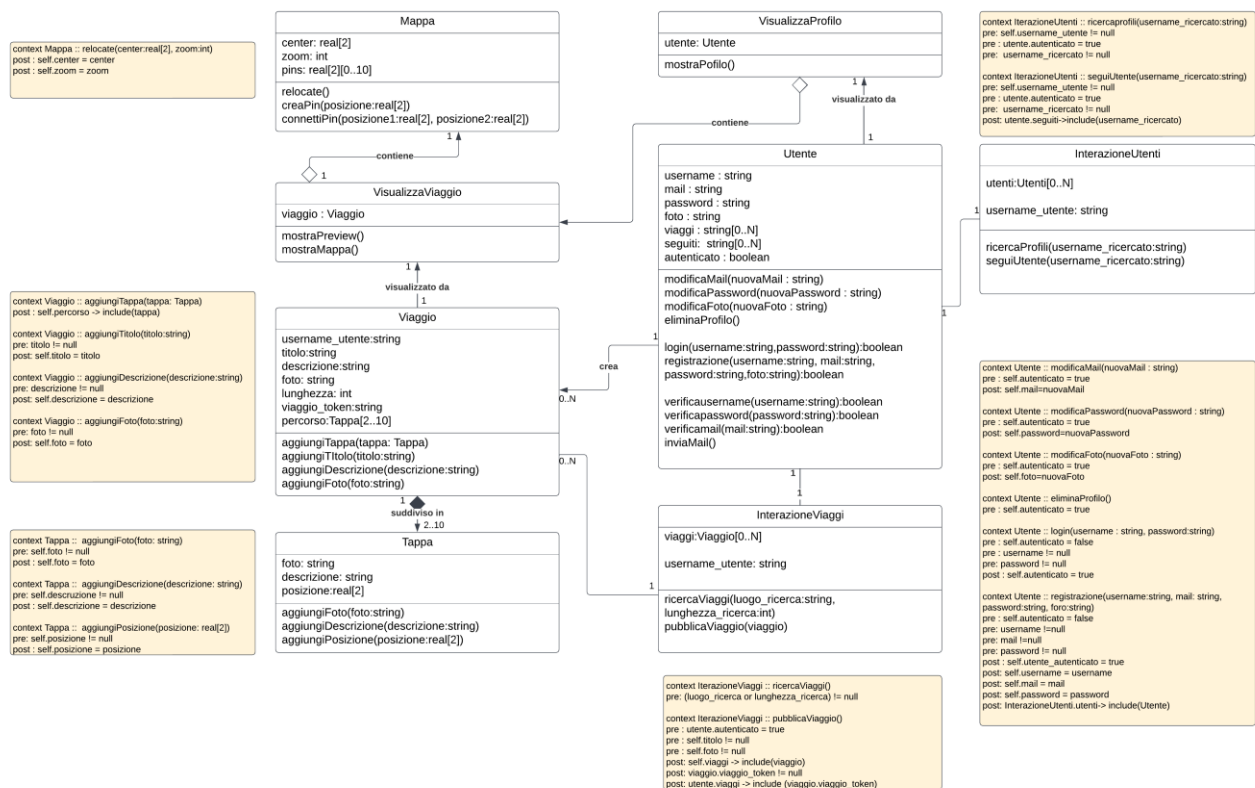 context Mappa :: relocate(center:real[2], zoom:int)
post : self.center = center
post : self.zoom = zoom
Mappa
center: real[2]
zoom: int
pins: real[2][0..10]
relocate()
creaPin(posizione:real[2])
connettiPin(posizione1:real[2], posizione2:real[2])
1
contiene
1
VisualizzaProfilo
utente: Utente
mostraPofilo()
1
visualizzato da
1
contiene
context IterazioneUtenti :: ricercaprofili(username_ricercato:string)
pre: self.username_utente != null
pre : utente.autenticato = true
pre: username_ricercato != null
context IterazioneUtenti :: seguiUtente(username_ricercato:string)
pre: self.username_utente != null
pre : utente.autenticato = true
pre: username_ricercato != null
post: utente.seguiti->include(username_ricercato)
VisualizzaViaggio
viaggio : Viaggio
mostraPreview()
mostraMappa()
1
visualizzato da
1
Utente
username : string
mail : string
password : string
foto : string
viaggi : string[0..N]
seguiti: string[0..N]
autenticato : boolean
modificaMail(nuovaMail : string)
modificaPassword(nuovaPassword : string)
modificaFoto(nuovaFoto : string)
eliminaProfilo()
login(username:string,password:string):boolean
registrazione(username:string, mail:string,
password:string,foto:string):boolean
verificausername(username:string):boolean
verificapassword(password:string):boolean
verificamail(mail:string):boolean
inviaMail()
InterazioneUtenti
utenti:Utenti[0..N]
username_utente: string
ricercaProfili(username_ricercato:string)
seguiUtente(username_ricercato:string)
1
1
context Viaggio :: aggiungiTappa(tappa: Tappa)
post : self.percorso -> include(tappa)
context Viaggio :: aggiungiTitolo(titolo:string)
pre: titolo != null
post: self.titolo = titolo
context Viaggio :: aggiungiDescrizione(descrizione:string)
pre: descrizione != null
post: self.descrizione = descrizione
context Viaggio :: aggiungiFoto(foto:string)
pre: foto != null
post: self.foto = foto
Viaggio
username_utente:string
titolo:string
descrizione:string
foto: string
lunghezza: int
viaggio_token:string
percorso:Tappa[2..10]
aggiungiTappa(tappa: Tappa)
aggiungiTItolo(titolo:string)
aggiungiDescrizione(descrizione:string)
aggiungiFoto(foto:string)
1
crea
0..N
0..N
1
suddiviso in
2..10
context Utente :: modificaMail(nuovaMail : string)
pre : self.autenticato = true
post: self.mail=nuovaMail
context Utente :: modificaPassword(nuovaPassword : string)
pre : self.autenticato = true
post: self.password=nuovaPassword
context Utente :: modificaFoto(nuovaFoto : string)
pre : self.autenticato = true
post: self.foto=nuovaFoto
context Utente :: eliminaProfilo()
pre : self.autenticato = true
context Utente :: login(username : string, password:string)
pre : self.autenticato = false
pre : username != null
pre: password != null
post : self.autenticato = true
context Utente :: registrazione(username:string, mail: string,
password:string, foro:string)
pre : self.autenticato = false
pre: username !=null
pre: mail !=null
pre: password != null
post : self.utente_autenticato = true
post: self.username = username
post: self.mail = mail
post: self.password = password
post: InterazioneUtenti.utenti-> include(Utente)
context Tappa :: aggiungiFoto(foto: string)
pre: self.foto != null
post : self.foto = foto
context Tappa :: aggiungiDescrizione(descrizione: string)
pre: self.descruzione != null
post : self.descrizione = descrizione
context Tappa :: aggiungiPosizione(posizione: real[2])
pre: self.posizione != null
post : self.posizione = posizione
Tappa
foto: string
descrizione: string
posizione:real[2]
aggiungiFoto(foto:string)
aggiungiDescrizione(descrizione:string)
aggiungiPosizione(posizione:real[2])
1
1
InterazioneViaggi
viaggi:Viaggio[0..N]
username_utente: string
ricercaViaggi(luogo_ricerca:string,
lunghezza_ricerca:int)
pubblicaViaggio(viaggio)
1
context IterazioneViaggi :: ricercaViaggi()
pre: (luogo_ricerca or lunghezza_ricerca) != null
context IterazioneViaggi :: pubblicaViaggio()
pre : utente.autenticato = true
pre : self.titolo != null
pre : self.foto != null
post: self.viaggi -> include(viaggio)
post: viaggio.viaggio_token != null
post: utente.viaggi -> include (viaggio.viaggio_token)